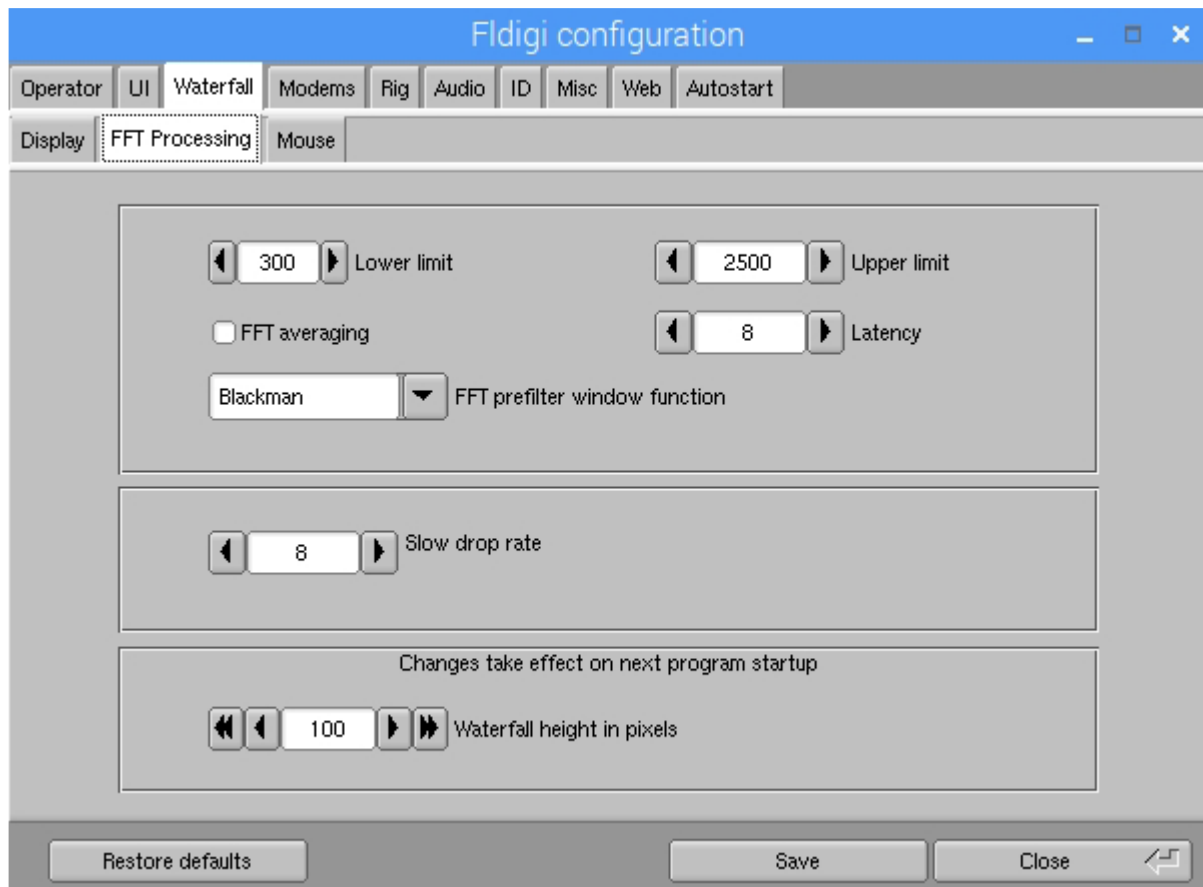 Fldigi configuration
Operator UI Waterfall Modems Rig Audio ID Misc Web Autostart
Display FFT Processing Mouse
300 Lower limit 2500 Upper limit
FFT averaging 8 Latency
Blackman FFT prefilter window function
8 Slow drop rate
Changes take effect on next program startup
100 Waterfall height in pixels
Restore defaults Save Close